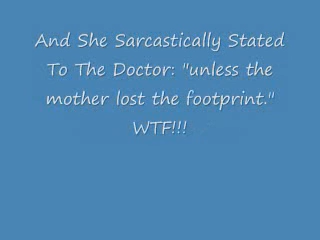 And She Sarcastically Stated
To The Doctor: "unless the
mother lost the footprint."
WTF!!!